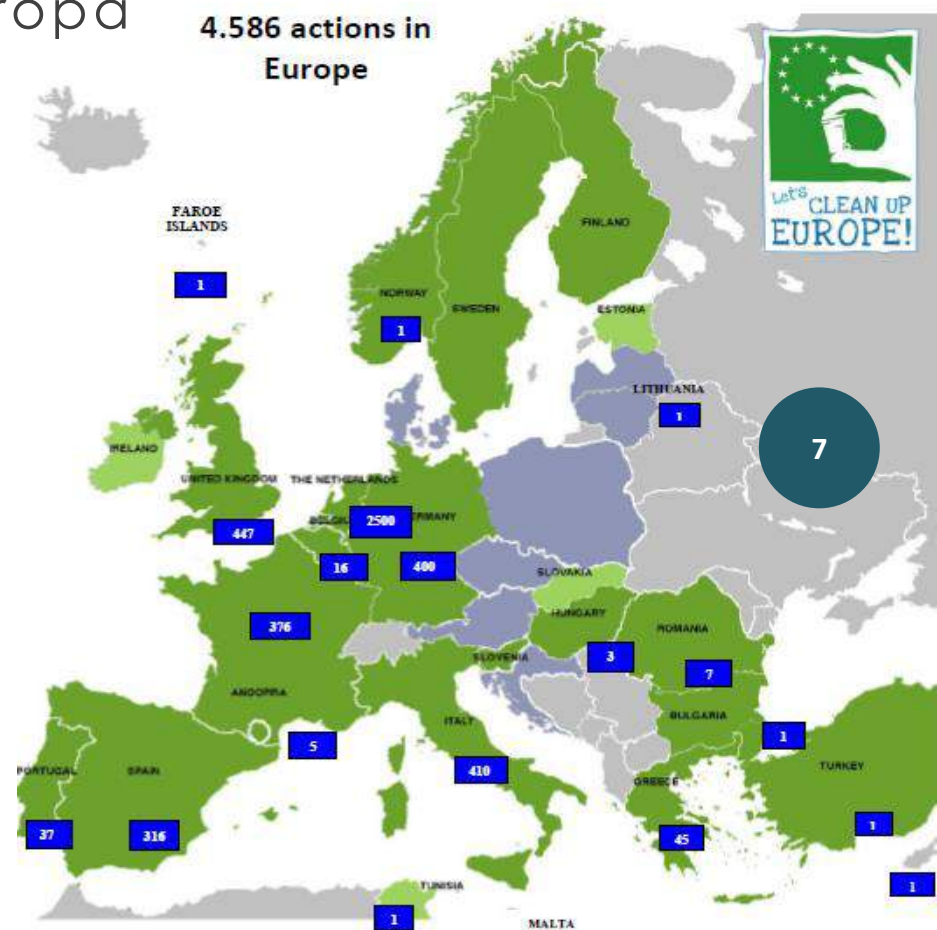 ropa
4.586 actions in
Europe
Let's
CLEAN UP
EUROPE!
FAROE
ISLANDS
1
FINLAND
NORWAY
1
SWEDEN
ESTONIA
LITHUANIA
1
7
IRELAND
UNITED KINGDOM
THE NETHERLANDS
447
2500
16
400
SLOVAKIA
376
HUNGARY
ROMANIA
SLOVENIA
3
7
ANDORRA
BULGARIA
5
ITALY
1
PORTUGAL
SPAIN
410
GREECE
TURKEY
37
316
45
1
TUNISIA
1
1
MALTA